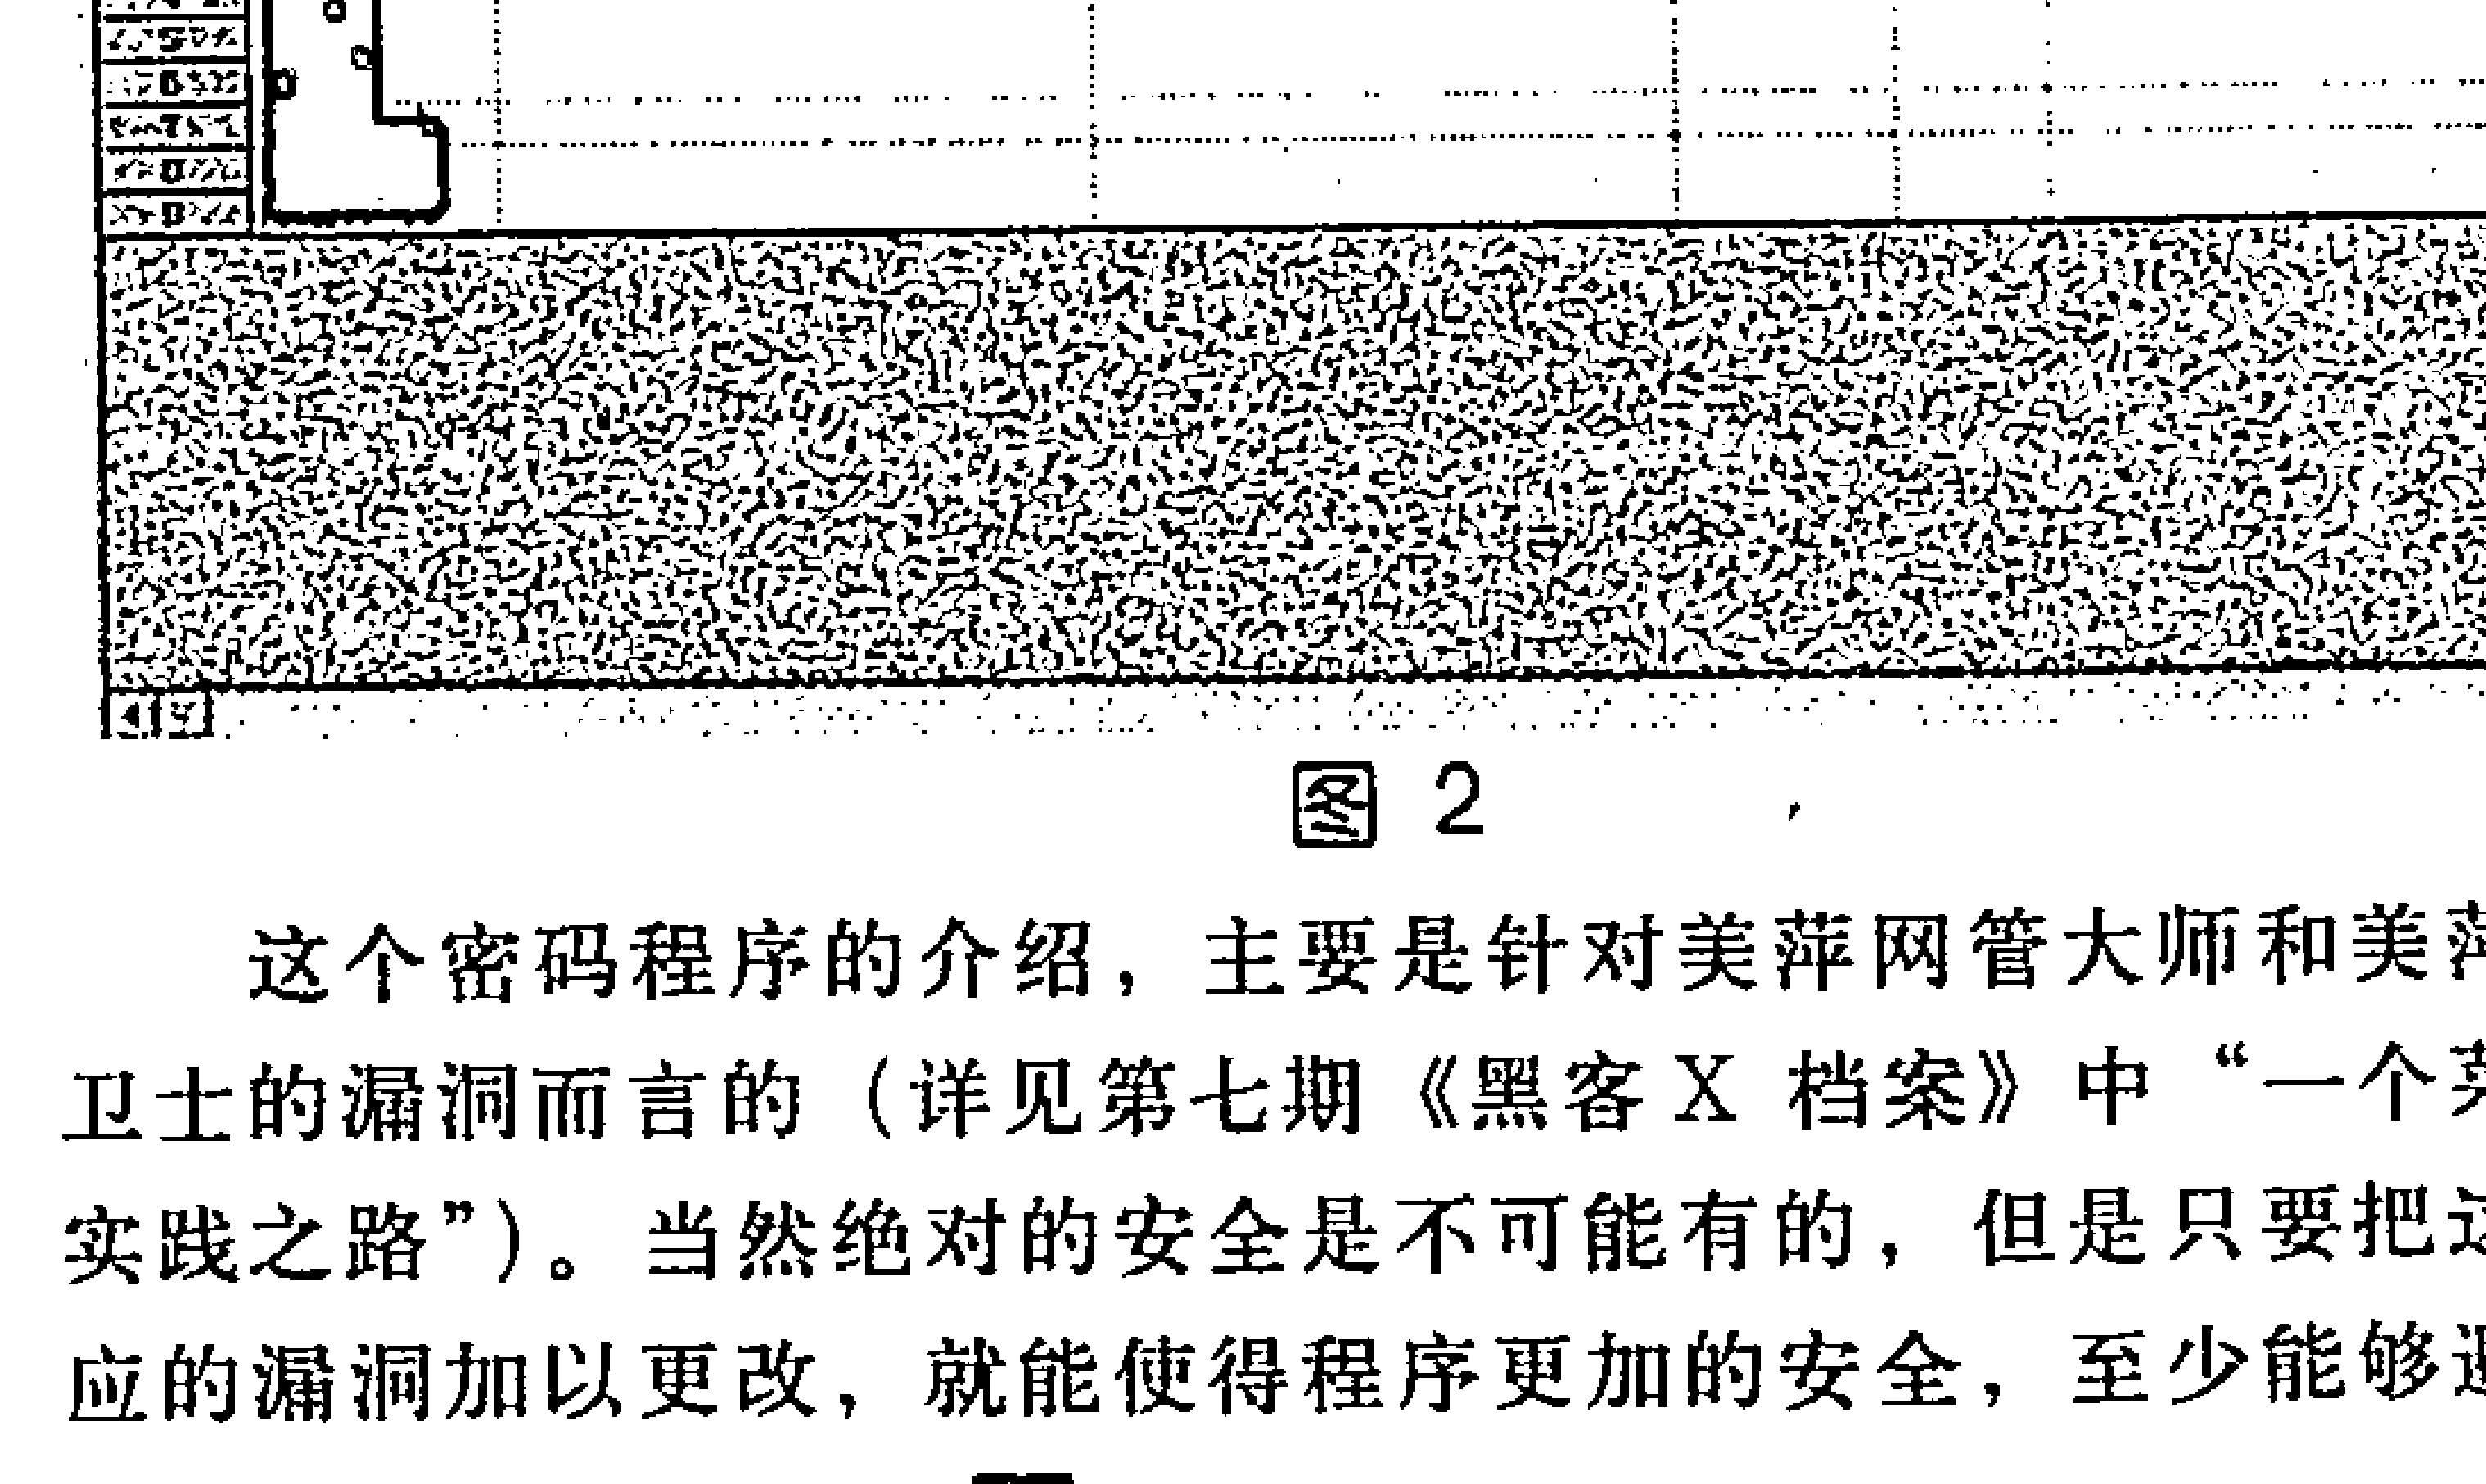 图 2
这个密码程序的介绍，主要是针对美萍网管大师和美
卫士的漏洞而言的（详见第七期《黑客X 档案》中“一个
实践之路”）。当然绝对的安全是不可能有的，但是只要把
应的漏洞加以更改，就能使得程序更加的安全，至少能够